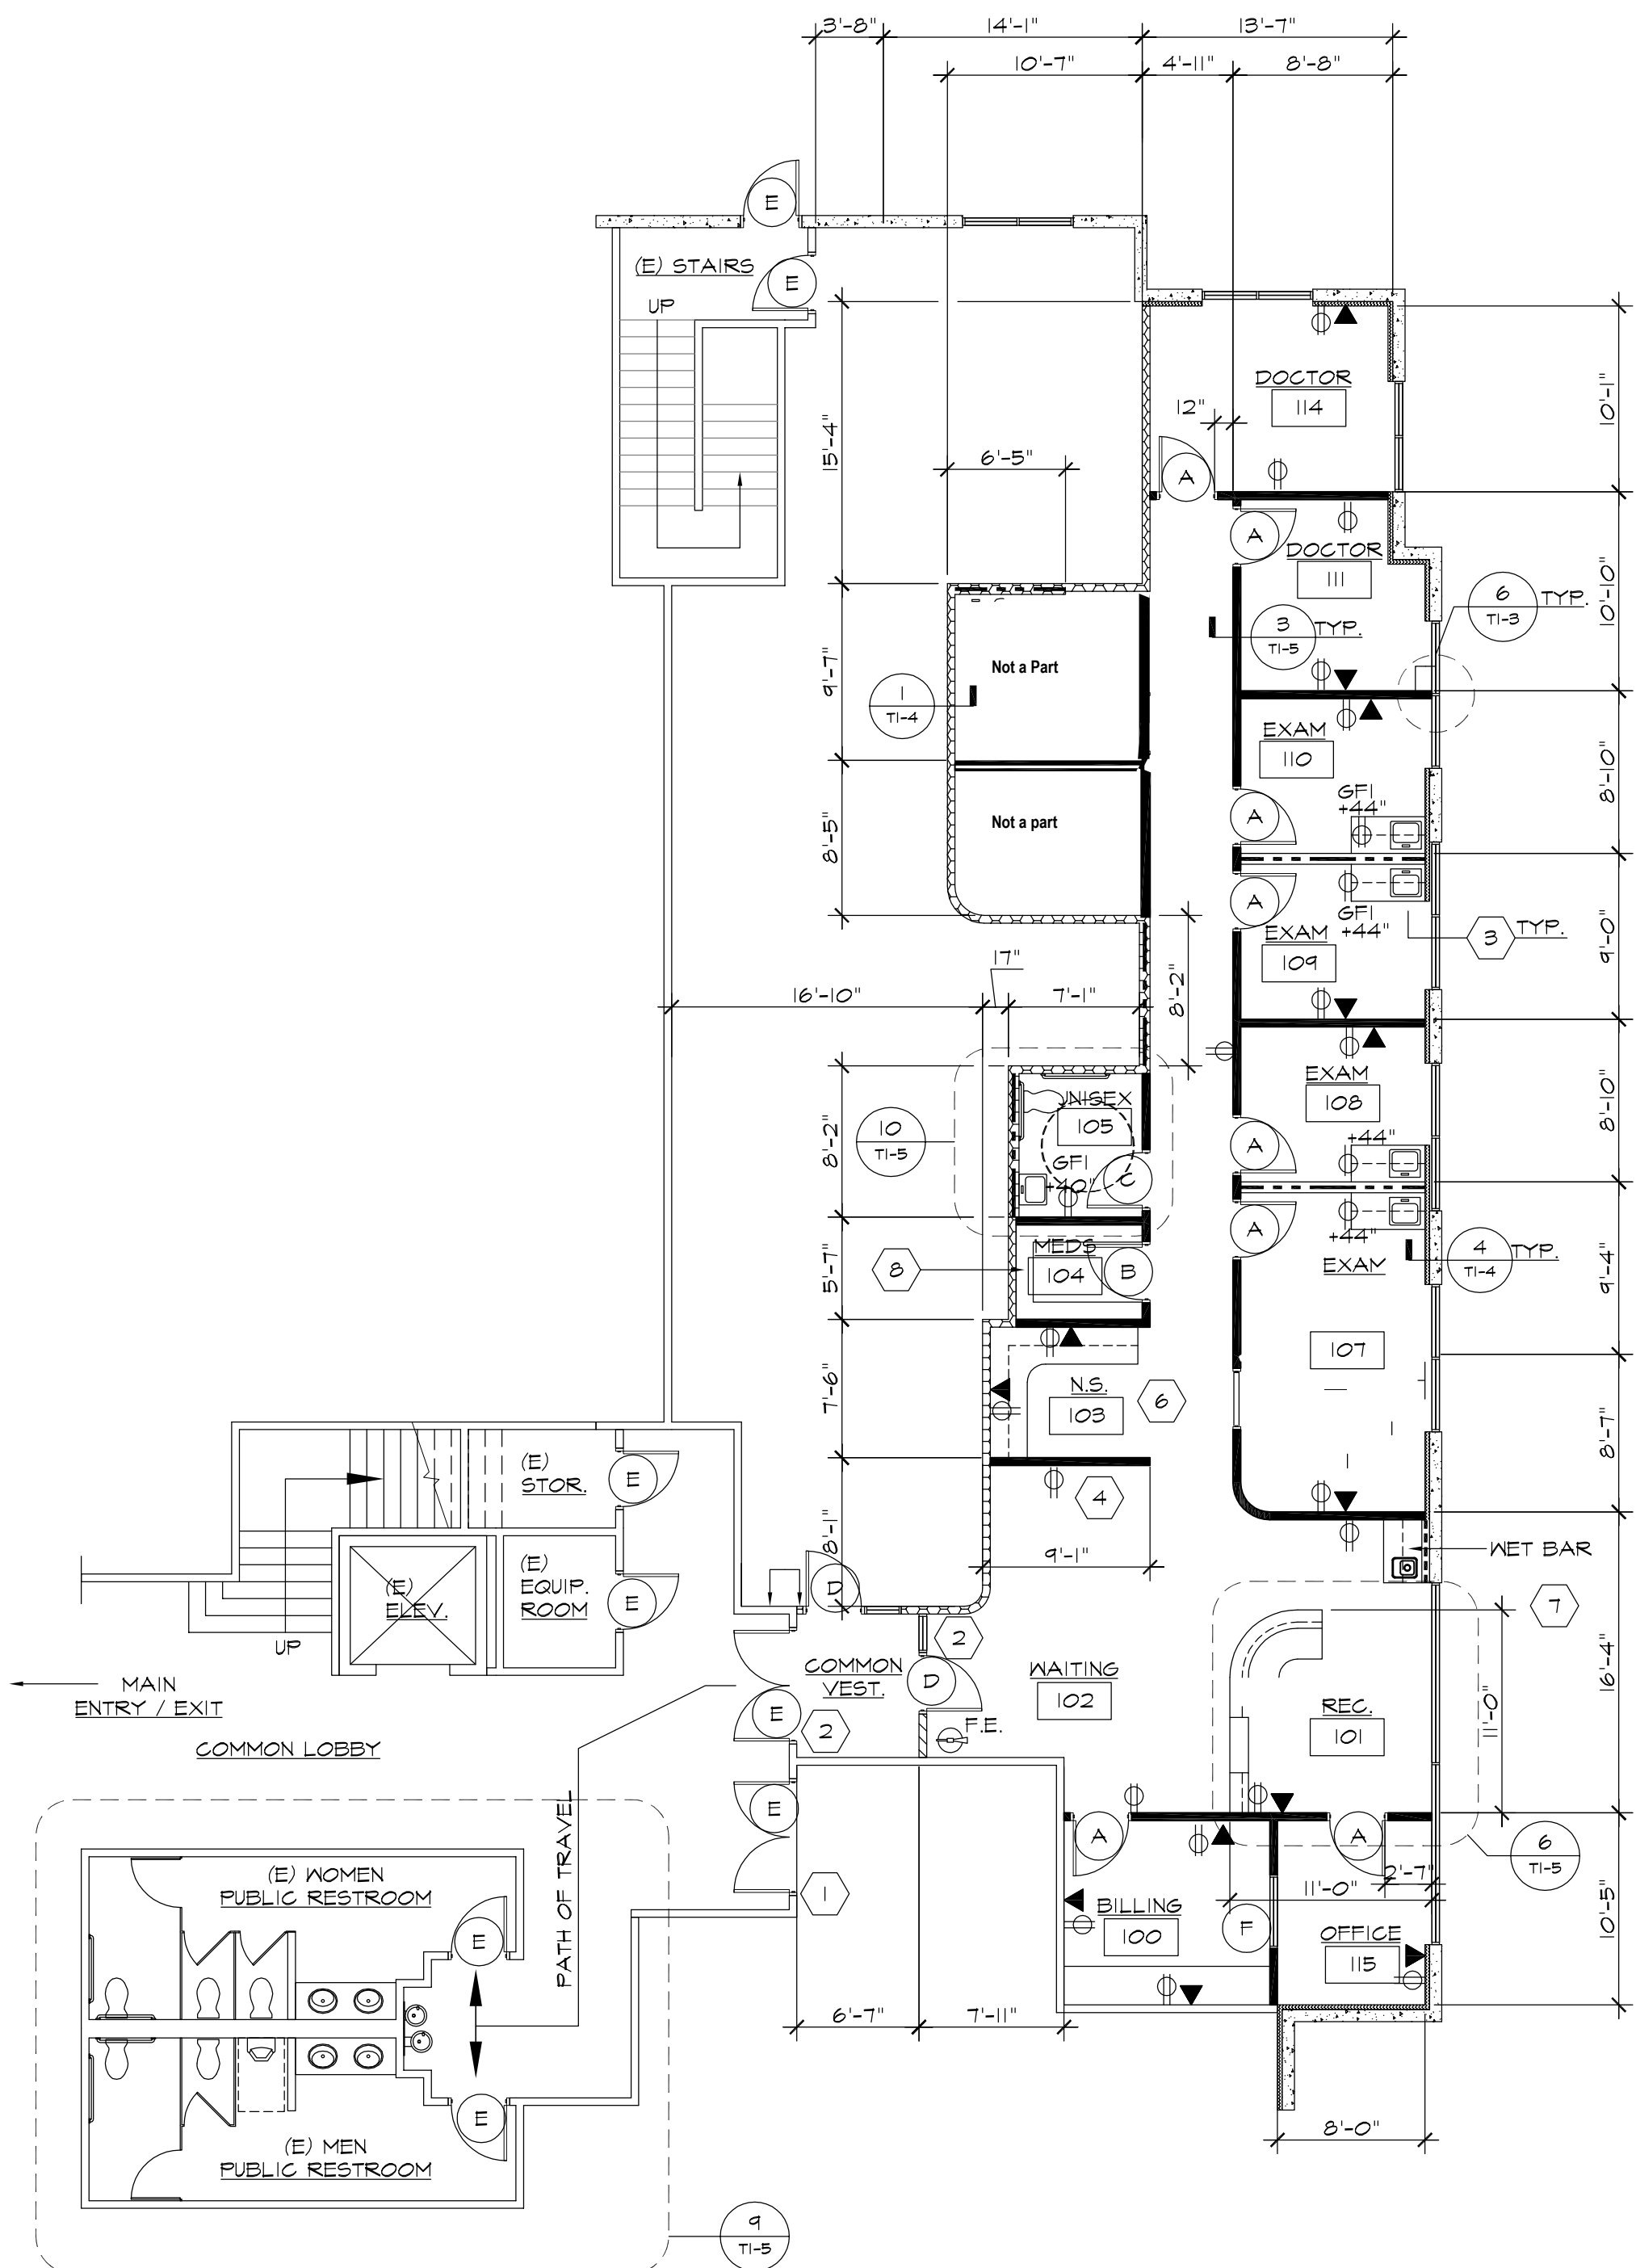 3'-8"
14'-1"
13'-7"
10'-7"
4'-11"
8'-8"
E
(E) STAIRS
E
UP
DOCTOR
114
12"
10'-1"
15'-4"
6'-5"
A
A
DOCTOR
111
10'-10"
6
TI-3
TYP.
3
TI-5
TYP.
Not a Part
9'-7"
1
TI-4
EXAM
110
8'-10"
GFI
+44"
A
Not a part
8'-5"
A
GFI
+44"
EXAM
109
3
TYP.
9'-0"
17"
16'-10"
7'-1"
8'-2"
EXAM
108
8'-10"
UNISEX
105
10
TI-5
8'-2"
GFI
+40"
C
A
+44"
A
+44"
EXAM
4
TI-4
TYP.
9'-4"
MEDS
104
B
8
5'-7"
107
N.S.
103
6
7'-6"
8'-7"
(E)
STOR.
E
4
8'-1"
9'-1"
WET BAR
(E)
EQUIP.
ROOM
E
(E)
ELEV.
UP
D
7
2
COMMON
VEST.
D
WAITING
102
16'-4"
11'-0"
MAIN
ENTRY / EXIT
E
2
F.E.
REC.
101
COMMON LOBBY
PATH OF TRAVEL
E
A
A
6
TI-5
2'-7"
11'-0"
(E) WOMEN
PUBLIC RESTROOM
1
BILLING
100
F
OFFICE
115
10'-5"
E
6'-7"
7'-11"
E
8'-0"
(E) MEN
PUBLIC RESTROOM
9
TI-5